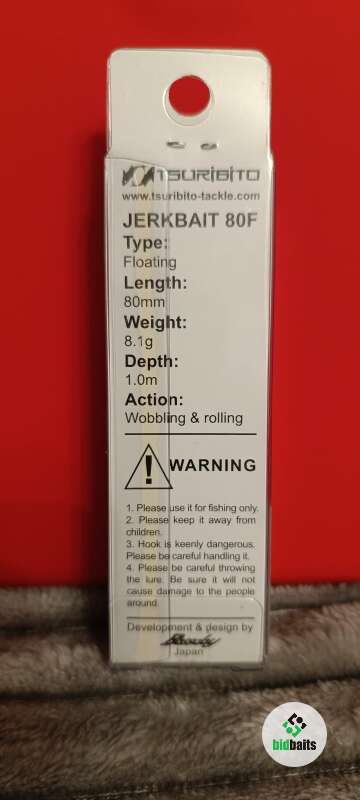 TSURIBITO
www.tsuribito-tackle.com
JERKBAIT 80F
Type:
Floating
Length:
80mm
Weight:
8.1g
Depth:
1.0m
Action:
Wobbling & rolling
! WARNING
1. Please use it for fishing only.
2. Please keep it away from
children.
3. Hook is keenly dangerous.
Please be careful handling it.
4. Please be careful throwing
the lure. Be sure it will not
cause damage to the people
around.
Development & design by
Japan
bidbaits